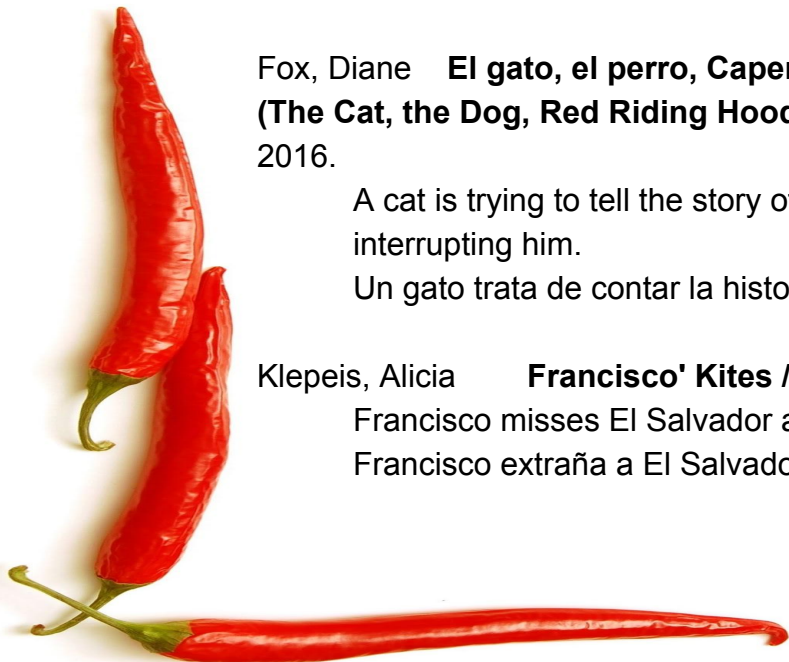 Fox, Diane El gato, el perro, Caper
(The Cat, the Dog, Red Riding Hood
2016.
A cat is trying to tell the story of
interrupting him.
Un gato trata de contar la histo
Klepeis, Alicia Francisco' Kites /
Francisco misses El Salvador a
Francisco extraña a El Salvado